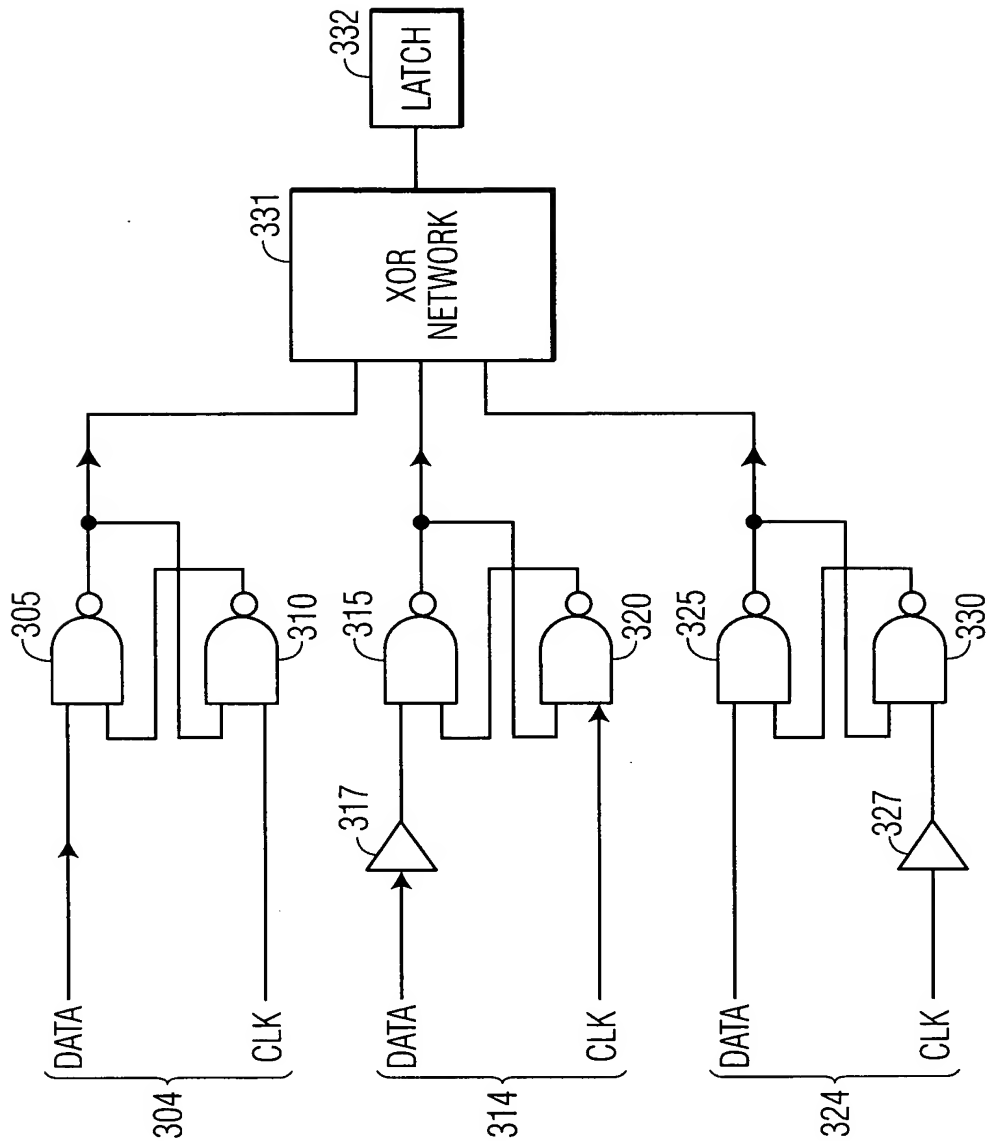 304
DATA
CLK
305
310
314
DATA
CLK
317
315
320
324
DATA
CLK
327
325
330
331
XOR
NETWORK
332
LATCH